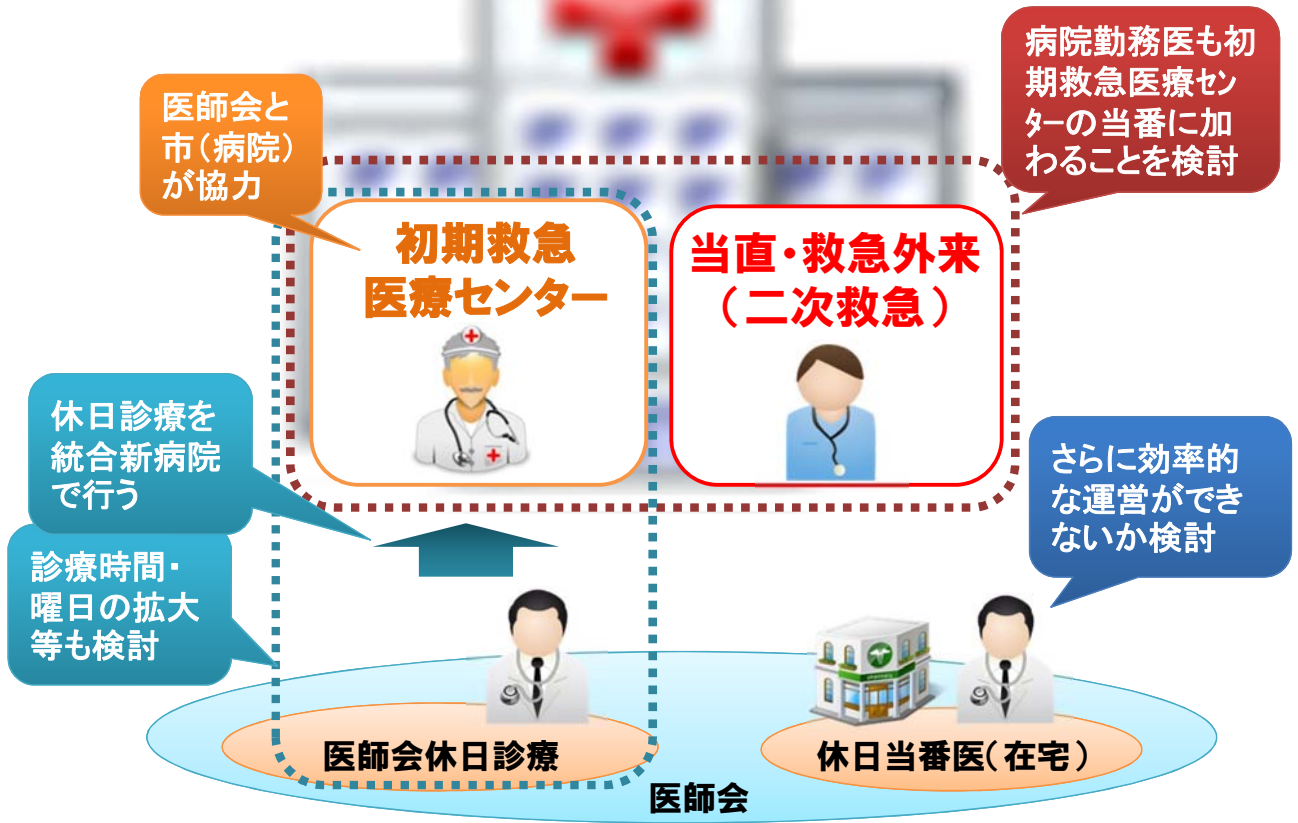 病院勤務医も初
期救急医療セン
ターの当番に加
わることを検討
医師会と
市（病院）
が協力
初期救急
医療センター
当直・救急外来
（二次救急）
休日診療を
統合新病院
で行う
さらに効率的
な運営ができ
ないか検討
診療時間・
曜日の拡大
等も検討
pharmacy
医師会休日診療
休日当番医（在宅）
医師会